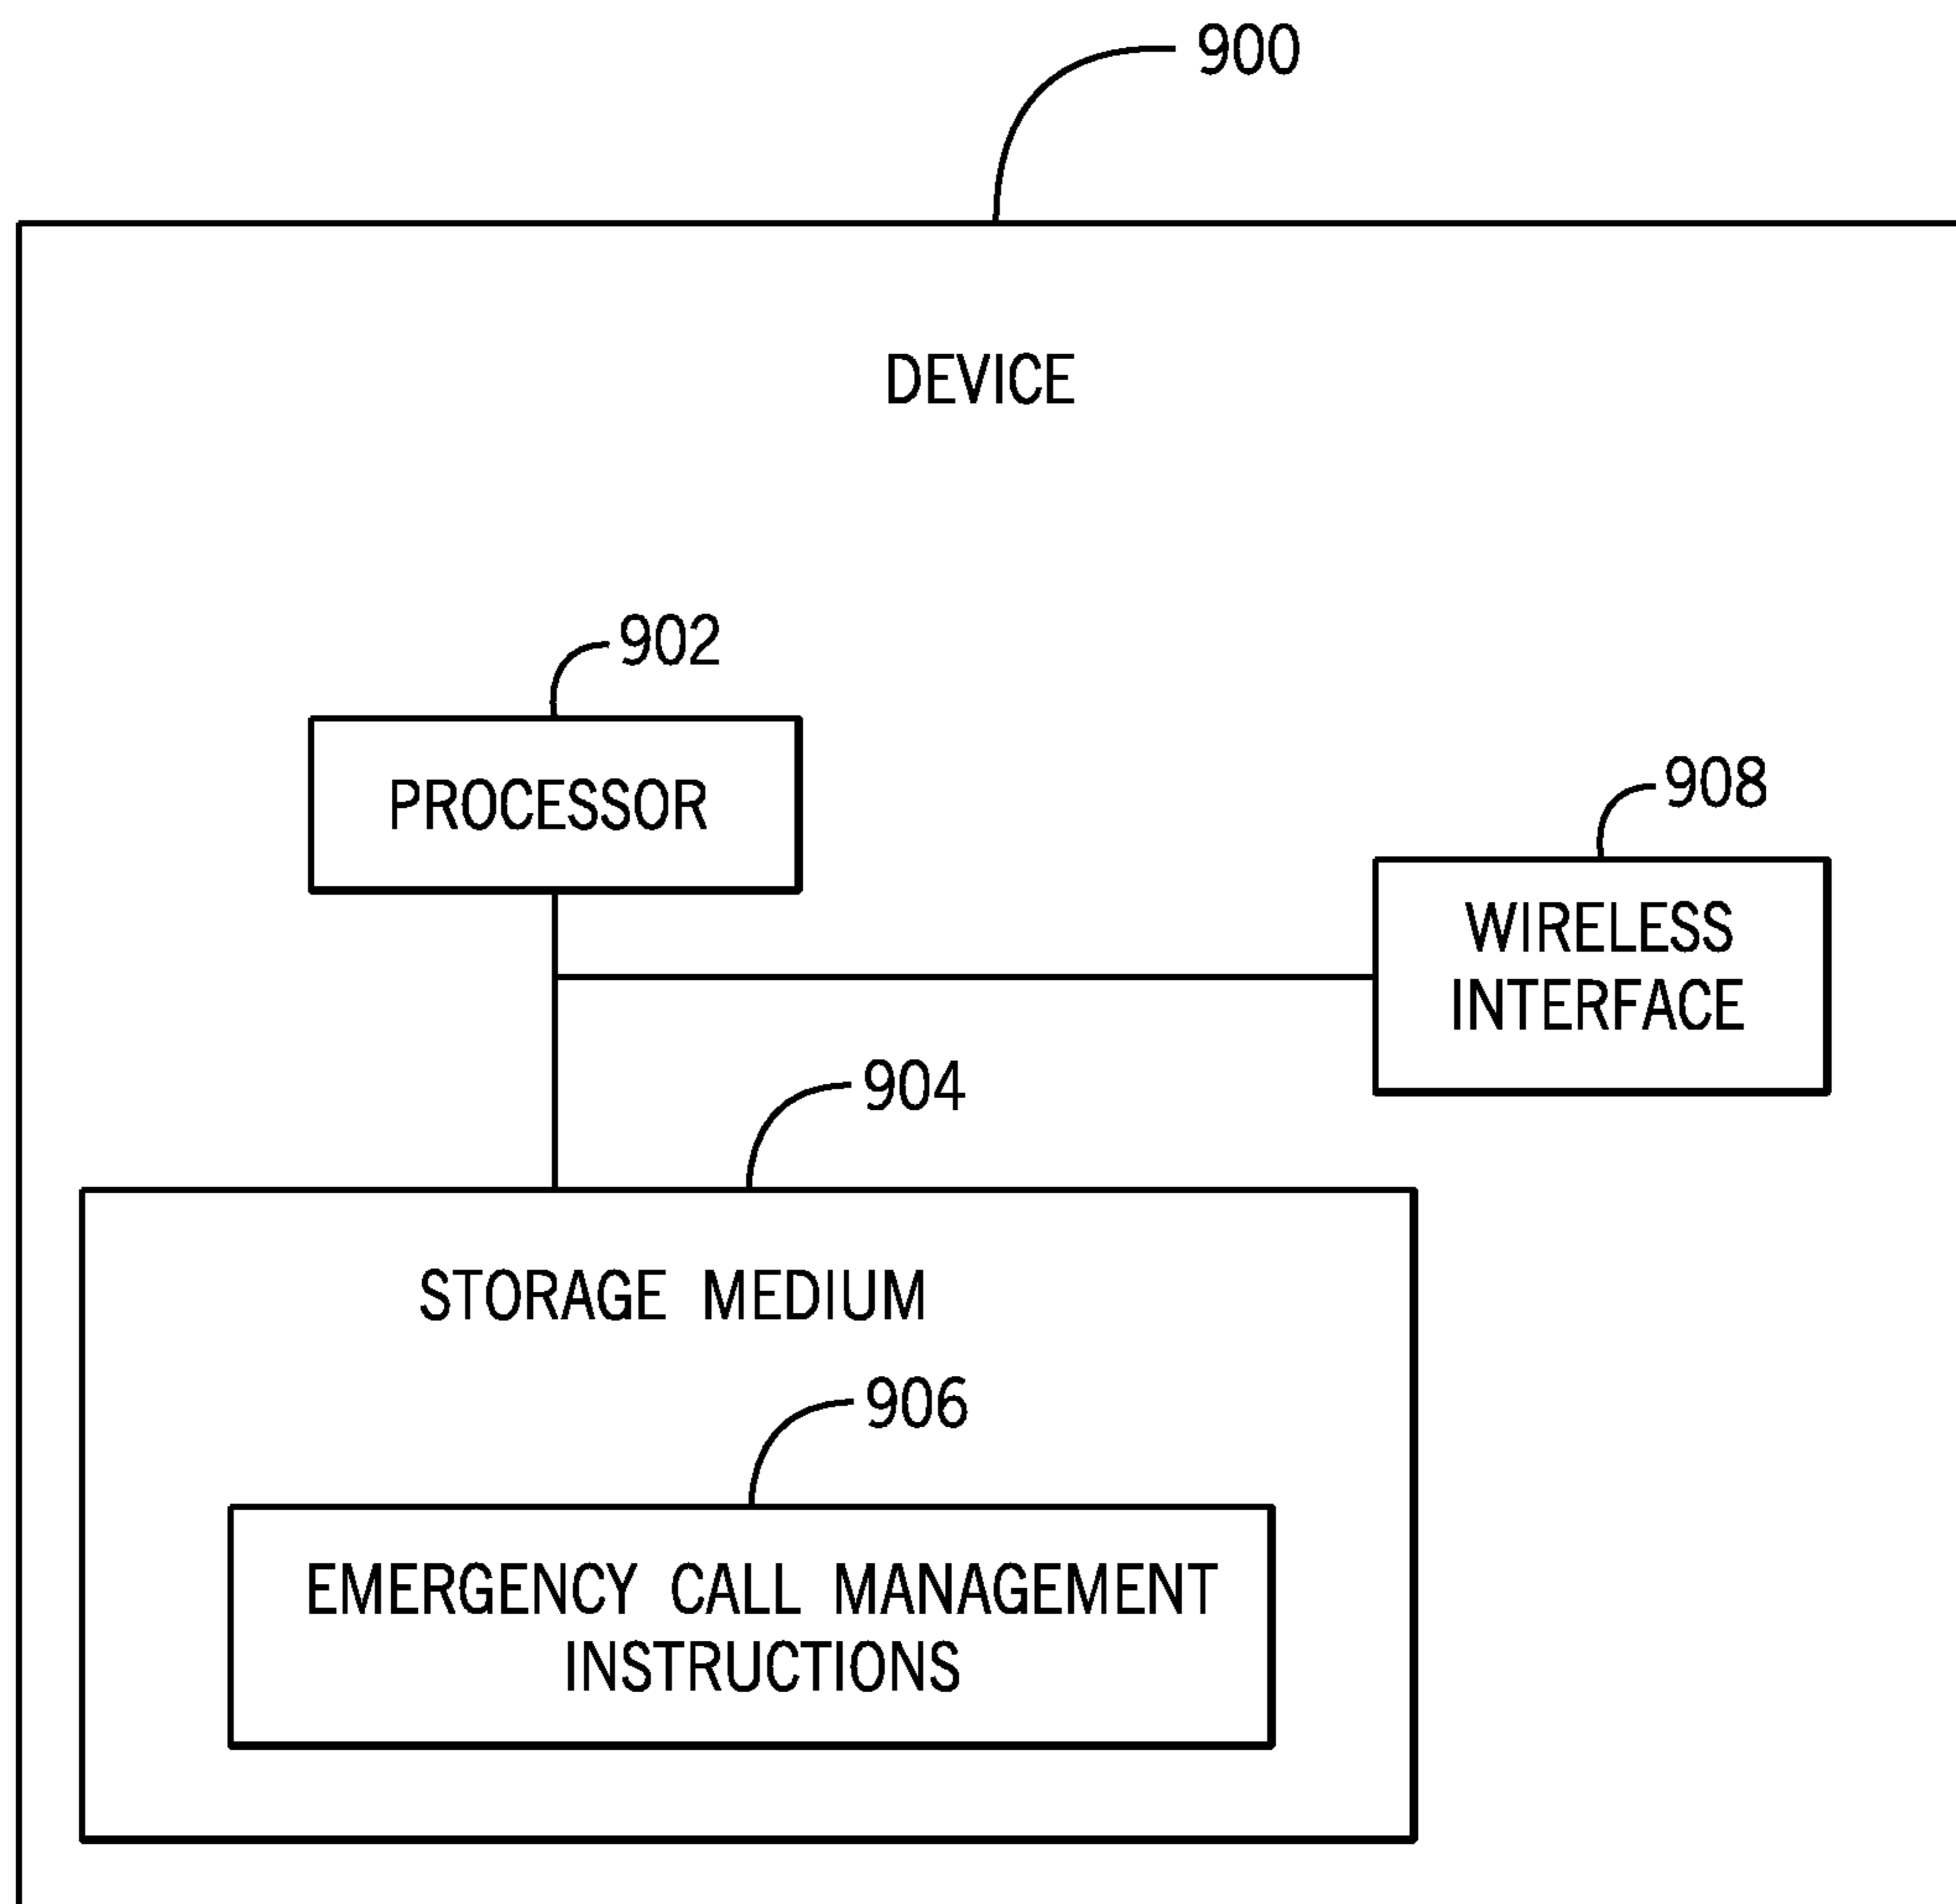 900
DEVICE
902
PROCESSOR
908
WIRELESS
INTERFACE
904
STORAGE MEDIUM
906
EMERGENCY CALL MANAGEMENT
INSTRUCTIONS